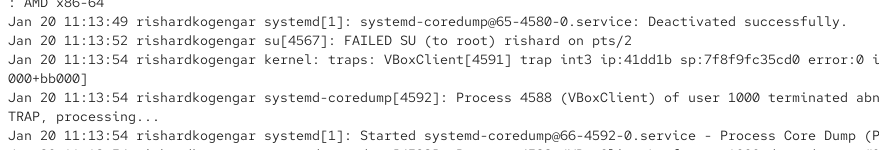 : AMD x86-64
Jan 20 11:13:49 rishardkogengar systemd[1]: systemd-coredump@65-4580-0.service: Deactivated successfully.
Jan 20 11:13:52 rishardkogengar su[4567]: FAILED SU (to root) rishard on pts/2
Jan 20 11:13:54 rishardkogengar kernel: traps: VBoxClient[4591] trap int3 ip:41dd1b sp:7f8f9fc35cd0 error:0 i
000+bb000]
Jan 20 11:13:54 rishardkogengar systemd-coredump[4592]: Process 4588 (VBoxClient) of user 1000 terminated abn
TRAP, processing...
Jan 20 11:13:54 rishardkogengar systemd[1]: Started systemd-coredump@66-4592-0.service - Process Core Dump (P